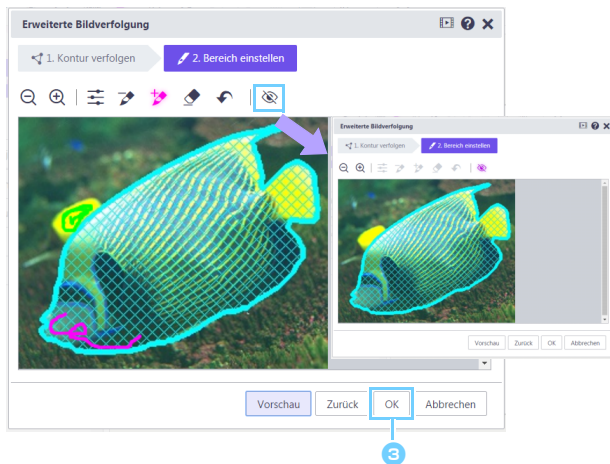 Erweiterte Bildverfolgung
1. Kontur verfolgen
2. Bereich einstellen
Erweiterte Bildverfolgung
1. Kontur verfolgen
2. Bereich einstellen
Vorschau Zurück OK Abbrechen
Vorschau Zurück OK Abbrechen
3